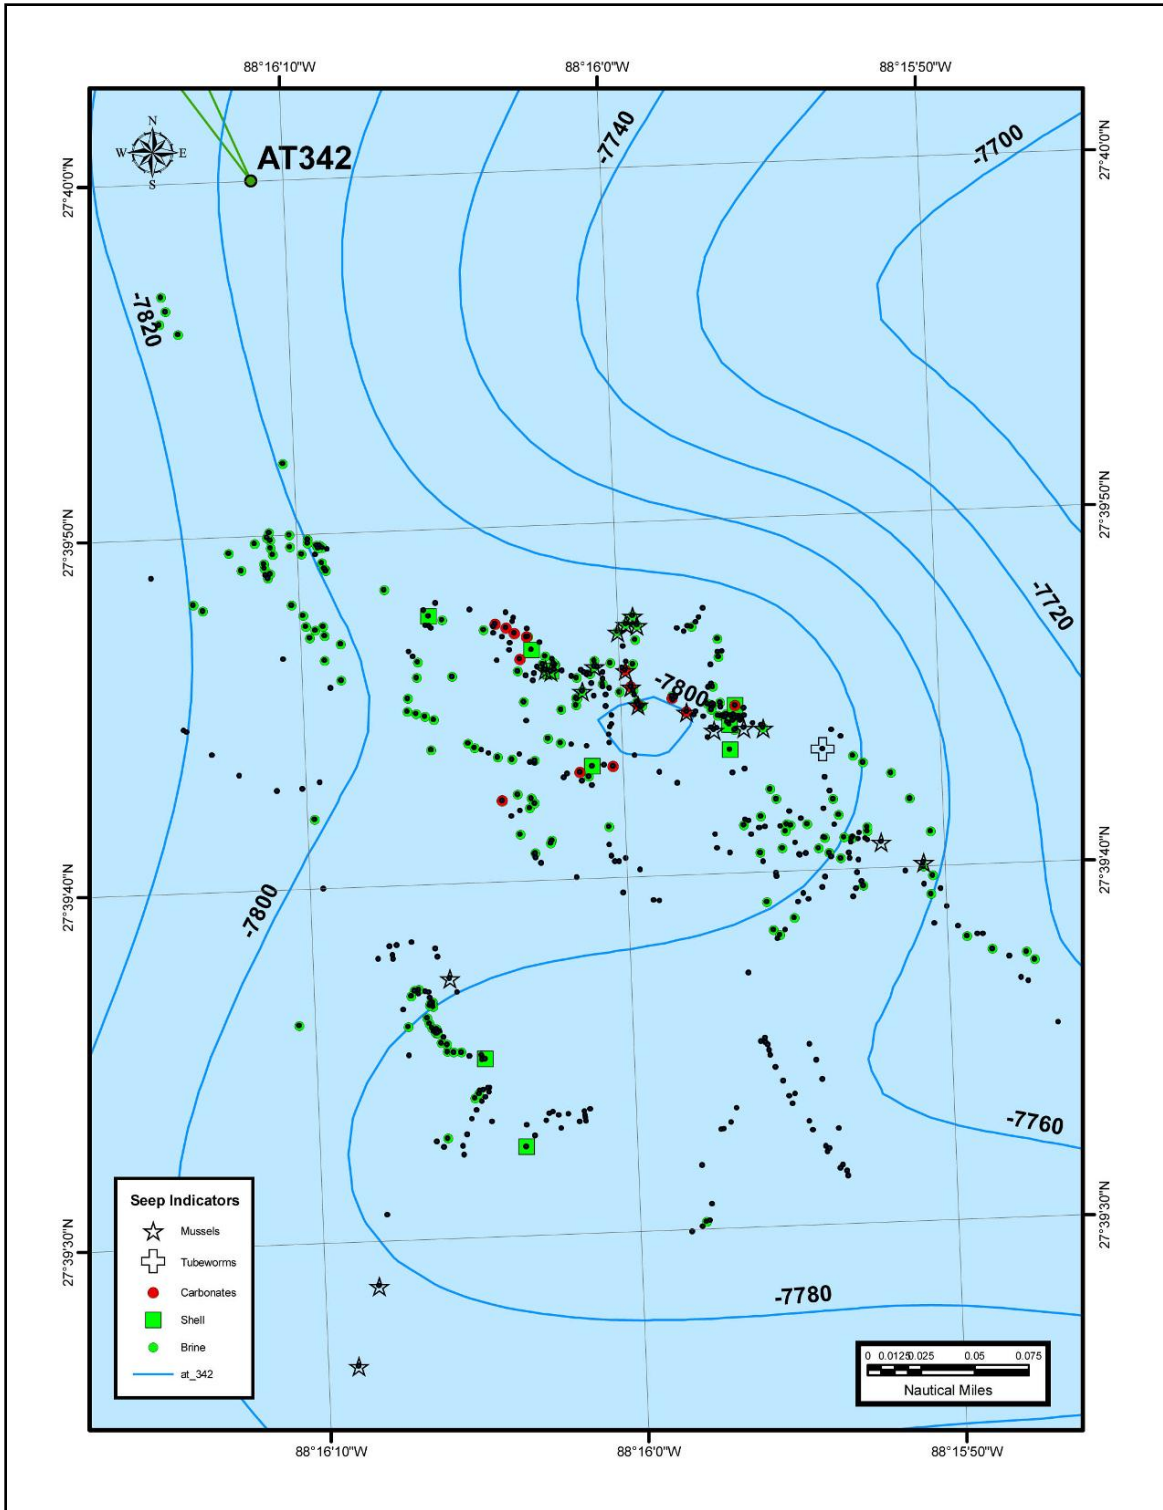 88°16'10"W
88°16'0"W
88°15'50"W
N
W
E
S
AT342
-7740
-7700
27°40'0"N
27°40'0"N
-7820
27°39'50"N
27°39'50"N
-7720
-7800
27°39'40"N
27°39'40"N
-7800
-7760
27°39'30"N
27°39'30"N
-7780
Seep Indicators
Mussels
Tubeworms
Carbonates
Shell
Brine
at_342
0 0.0125 0.025 0.05 0.075
Nautical Miles
88°16'10"W
88°16'0"W
88°15'50"W